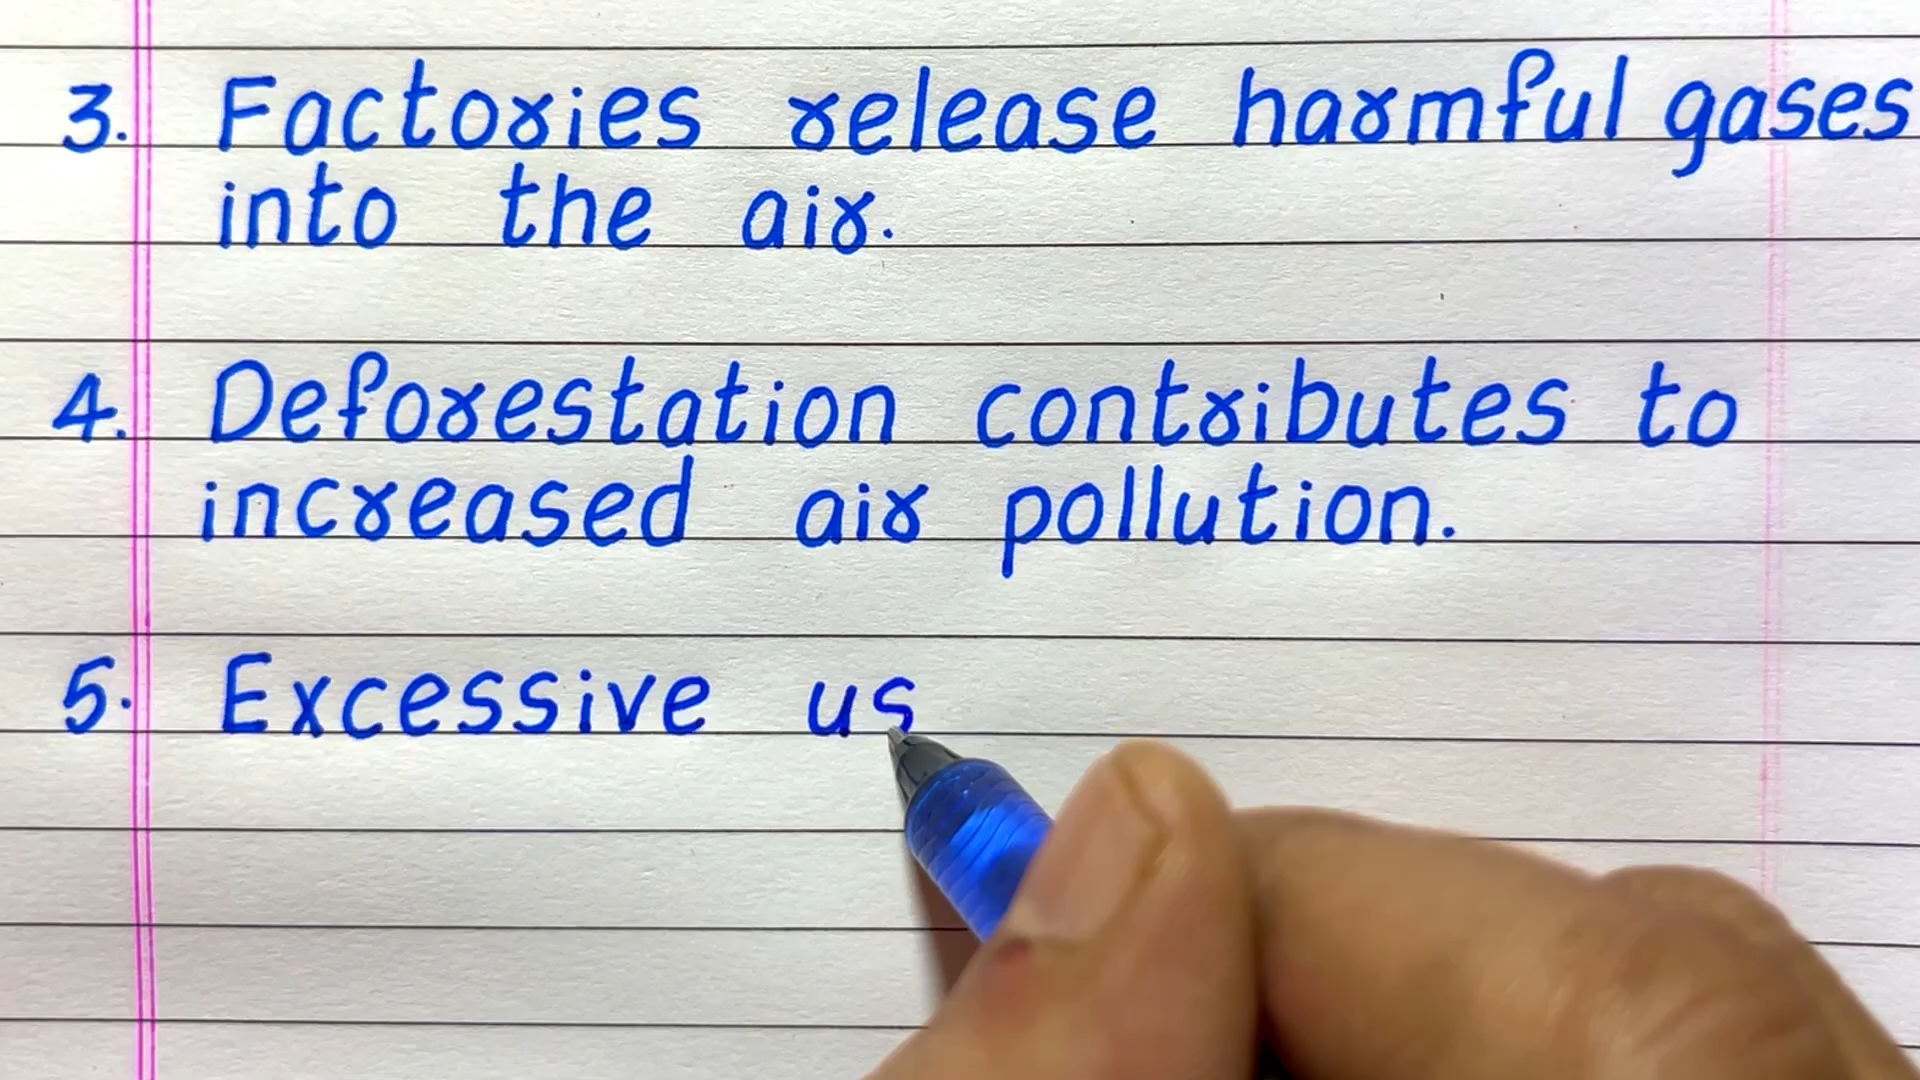 3. Factories release harmful gases
into the air.
4. Deforestation contributes to
increased air pollution.
5. Excessive us